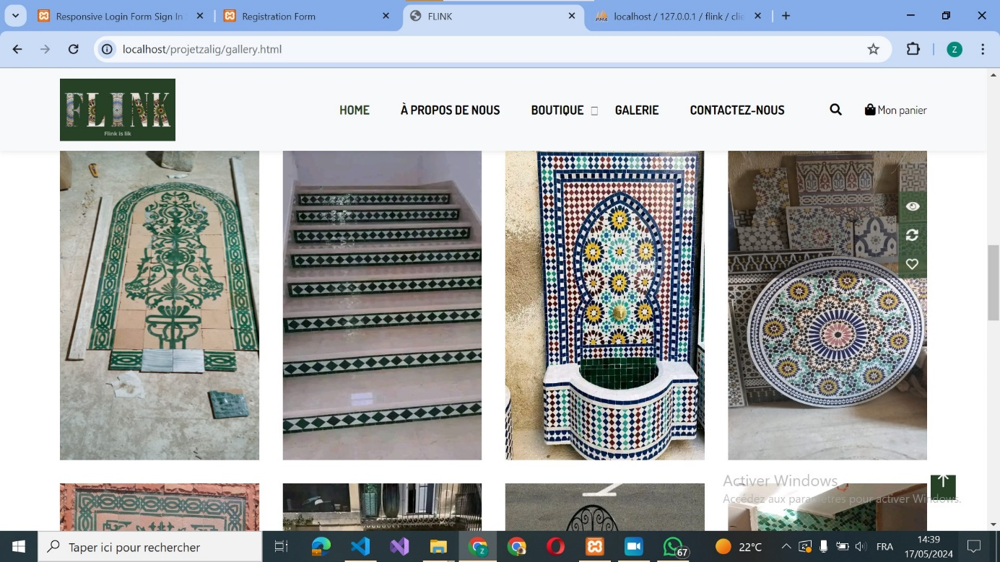 Responsive Login Form Sign In
Registration Form
FLINK
localhost / 127.0.0.1 / flink / clie
localhost/projetzalig/gallery.html
Z
FLINK
Flink is lik
HOME
À PROPOS DE NOUS
BOUTIQUE
GALERIE
CONTACTEZ-NOUS
Mon panier
Activer Windows
Accédez aux paramètres pour activer Windows.
Taper ici pour rechercher
67
22°C
FRA
14:39
17/05/2024